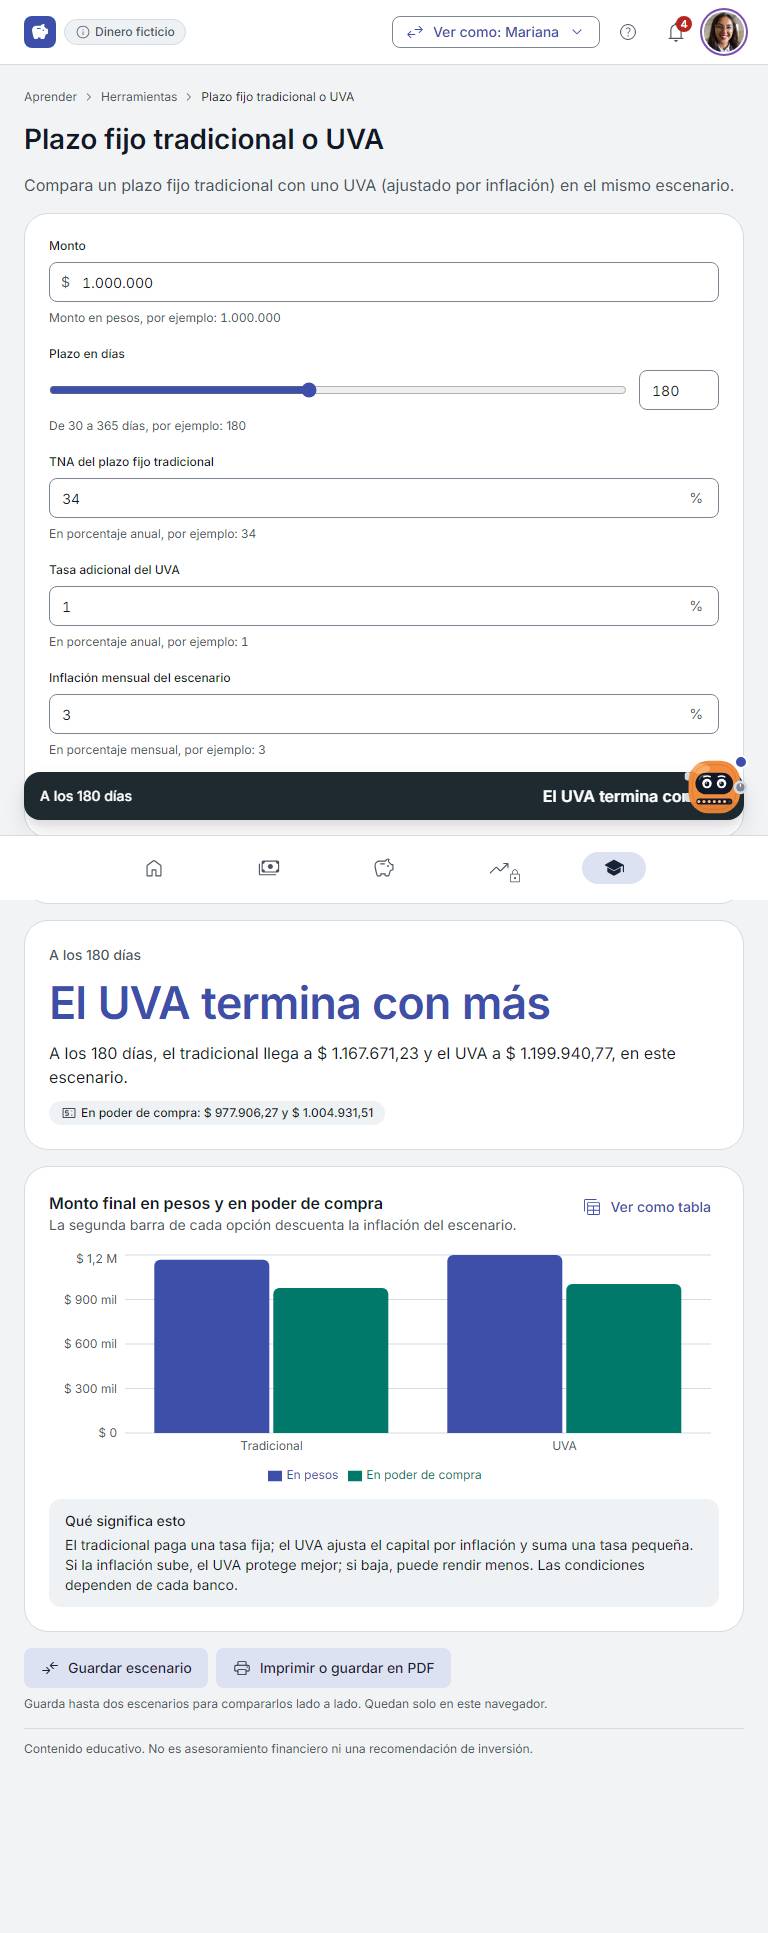 Dinero ficticio
Ver como: Mariana
4
Aprender > Herramientas > Plazo fijo tradicional o UVA
Plazo fijo tradicional o UVA
Compara un plazo fijo tradicional con uno UVA (ajustado por inflación) en el mismo escenario.
Monto
$ 1.000.000
Monto en pesos, por ejemplo: 1.000.000
Plazo en días
180
De 30 a 365 días, por ejemplo: 180
TNA del plazo fijo tradicional
34 %
En porcentaje anual, por ejemplo: 34
Tasa adicional del UVA
1 %
En porcentaje anual, por ejemplo: 1
Inflación mensual del escenario
3 %
En porcentaje mensual, por ejemplo: 3
A los 180 días
El UVA termina con
A los 180 días
El UVA termina con más
A los 180 días, el tradicional llega a $ 1.167.671,23 y el UVA a $ 1.199.940,77, en este
escenario.
En poder de compra: $ 977.906,27 y $ 1.004.931,51
Monto final en pesos y en poder de compra
Ver como tabla
La segunda barra de cada opción descuenta la inflación del escenario.
$ 1,2 M
$ 900 mil
$ 600 mil
$ 300 mil
$ 0
Tradicional
UVA
En pesos
En poder de compra
Qué significa esto
El tradicional paga una tasa fija; el UVA ajusta el capital por inflación y suma una tasa pequeña.
Si la inflación sube, el UVA protege mejor; si baja, puede rendir menos. Las condiciones
dependen de cada banco.
Guardar escenario
Imprimir o guardar en PDF
Guarda hasta dos escenarios para compararlos lado a lado. Quedan solo en este navegador.
Contenido educativo. No es asesoramiento financiero ni una recomendación de inversión.